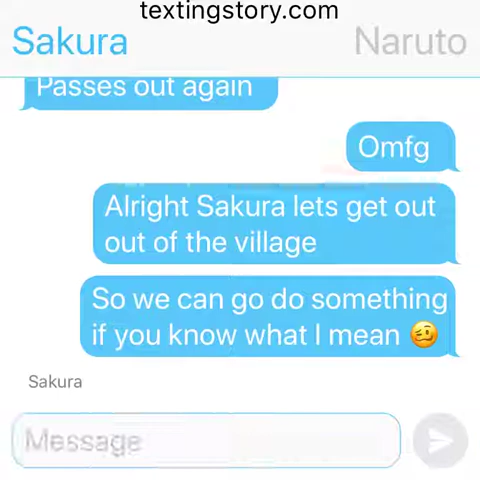 textingstory.com
Sakura
Naruto
Passes out again
Omfg
Alright Sakura lets get out
out of the village
So we can go do something
if you know what I mean 🥴
Sakura
Message